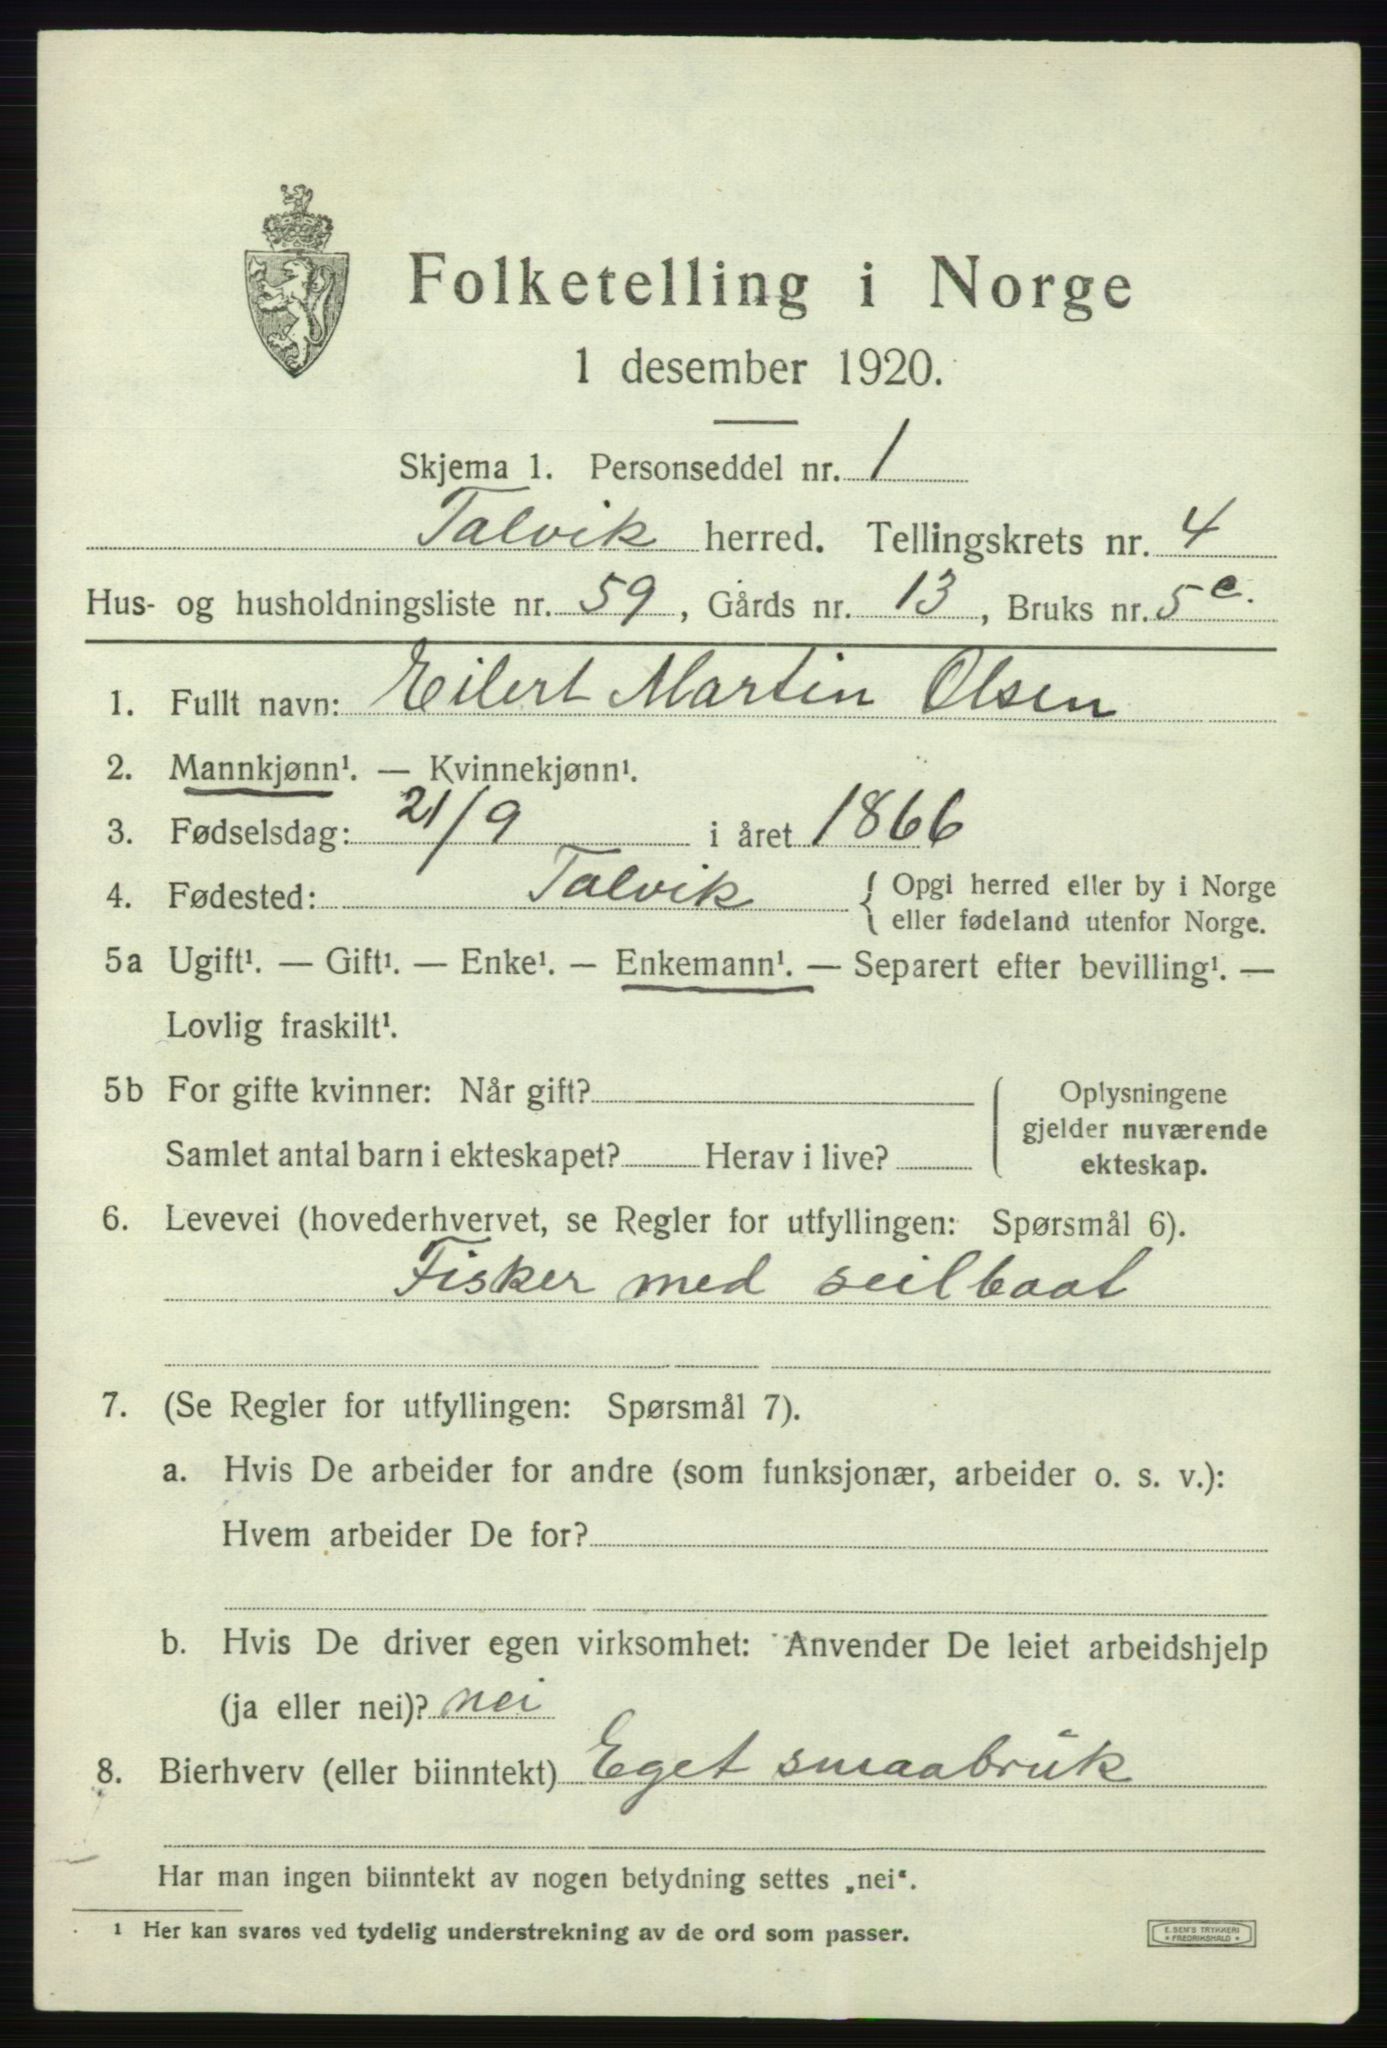 Folketelling i Norge
1 desember 1920.
Skjema 1. Personseddel nr. 1
Talvik herred. Tellingskrets nr. 4
Hus- og husholdningsliste nr. 59, Gårds nr. 13, Bruks nr. 5 c.
1. Fullt navn: Eilert Martin Olsen
2. Mannkjønn¹. — Kvinnekjønn¹.
3. Fødselsdag: 21/9 i året 1866
4. Fødested: Talvik { Opgi herred eller by i Norge
eller fødeland utenfor Norge.
5a Ugift¹. — Gift¹. — Enke¹. — Enkemann¹. — Separert efter bevilling¹. —
Lovlig fraskilt¹.
5b For gifte kvinner: Når gift?
Samlet antal barn i ekteskapet? Herav i live?
Oplysningene
gjelder nuværende
ekteskap.
6. Levevei (hovederhvervet, se Regler for utfyllingen: Spørsmål 6).
Fisker med seilbaat
7. (Se Regler for utfyllingen: Spørsmål 7).
a. Hvis De arbeider for andre (som funksjonær, arbeider o. s. v.):
Hvem arbeider De for?
b. Hvis De driver egen virksomhet: Anvender De leiet arbeidshjelp
(ja eller nei)? nei
8. Bierhverv (eller biinntekt) Eget smaabruk
Har man ingen biinntekt av nogen betydning settes „nei“.
¹ Her kan svares ved tydelig understrekning av de ord som passer.
E. SEM'S TRYKKERI
* FREDRIKSHALD *